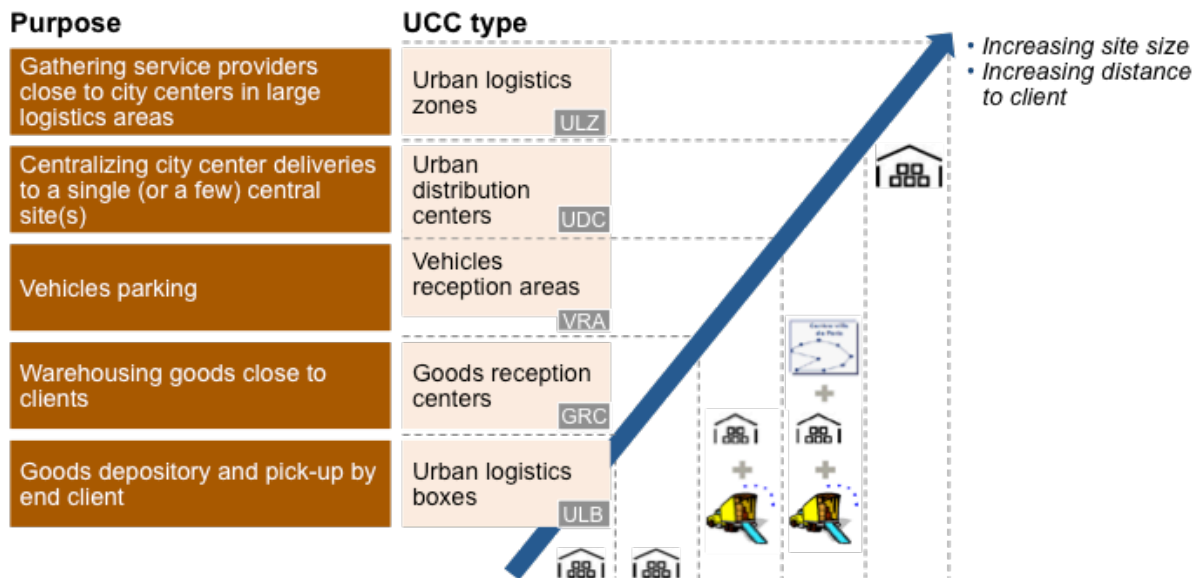 Purpose
UCC type
Gathering service providers
close to city centers in large
logistics areas
Urban logistics
zones
ULZ
• Increasing site size
• Increasing distance
to client
Centralizing city center deliveries
to a single (or a few) central
site(s)
Urban
distribution
centers
UDC
Vehicles parking
Vehicles
reception areas
VRA
Warehousing goods close to
clients
Goods reception
centers
GRC
Goods depository and pick-up by
end client
Urban logistics
boxes
ULB